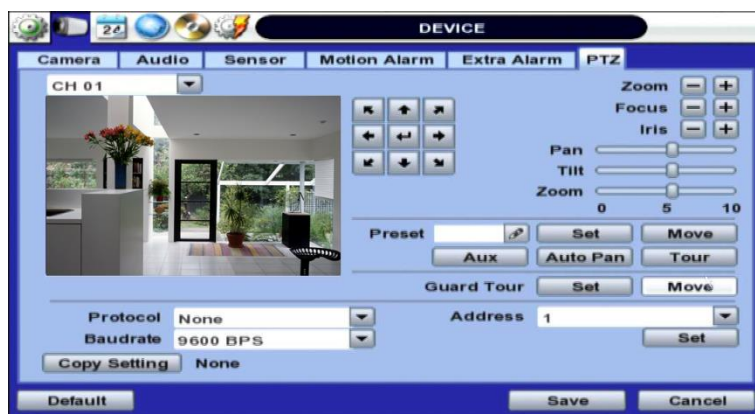 24
DEVICE
Camera Audio Sensor Motion Alarm Extra Alarm PTZ
CH 01
Zoom
Focus
Iris
Pan
Tilt
Zoom
0 5 10
Preset Set Move
Aux Auto Pan Tour
Guard Tour Set Move
Protocol None Address 1
Baudrate 9600 BPS Set
Copy Setting None
Default Save Cancel